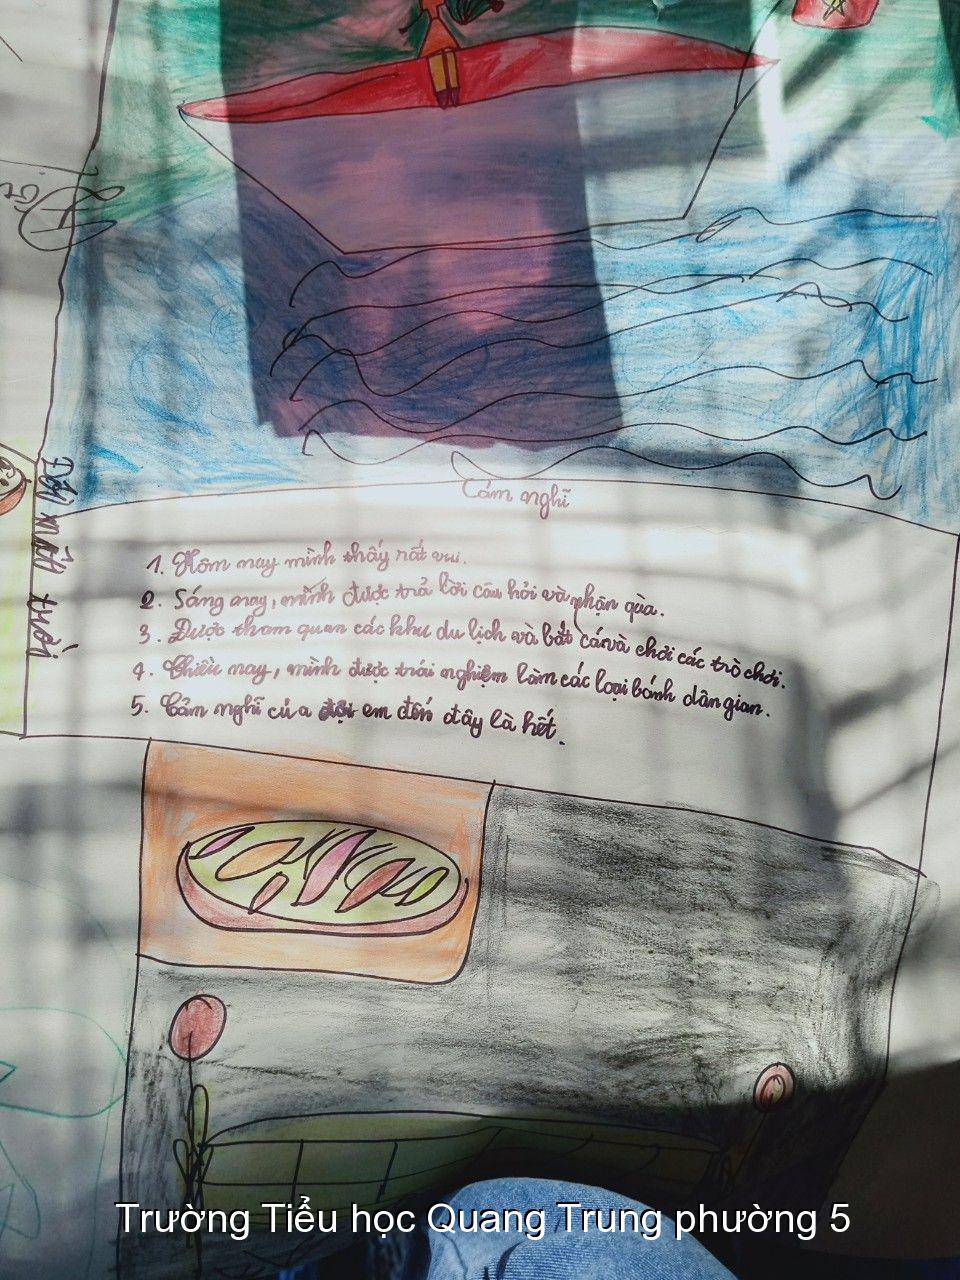 Cảm nghĩ
1. Hôm nay mình thấy rất vui.
2. Sáng nay, mình được trả lời câu hỏi và nhận quà.
3. Được tham quan các khu du lịch và bắt cá và chơi các trò chơi.
4. Chiều nay, mình được trải nghiệm làm các loại bánh dân gian.
5. Cảm nghĩ của đội em đến đây là hết.
Trường Tiểu học Quang Trung phường 5